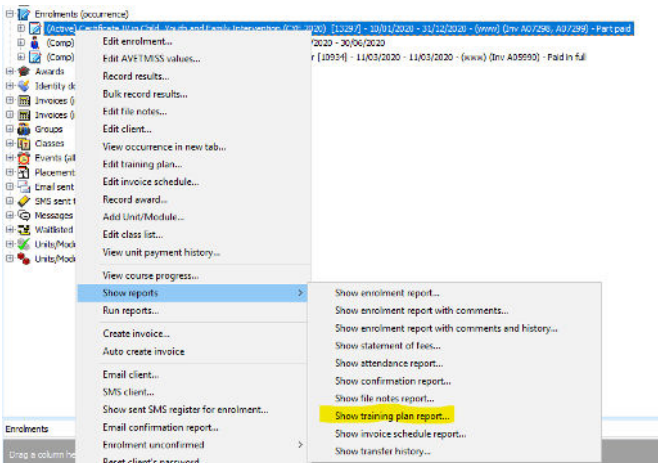 Enrolments (occurrence)
(Active) Certificate III in Child, Youth and Family Intervention (CYF 2020) [13297] - 10/01/2020 - 31/12/2020 - (www) (Inv A07298, A07299) - Part paid
(Comp) /2020 - 30/06/2020
(Comp) r [10934] - 11/03/2020 - 11/03/2020 - (www) (Inv A05990) - Paid in full
Awards
Identity do
Invoices (i
Invoices (i
Groups
Classes
Events (all
Placement
Email sent
SMS sent t
Messages
Waitlisted
Units/Modu
Units/Modu
Edit enrolment...
Edit AVETMISS values...
Record results...
Bulk record results...
Edit file notes...
Edit client...
View occurrence in new tab...
Edit training plan...
Edit invoice schedule...
Record award...
Add Unit/Module...
Edit class list...
View unit payment history...
View course progress...
Show reports >
Run reports...
Create invoice...
Auto create invoice
Email client...
SMS client...
Show sent SMS register for enrolment...
Email confirmation report...
Enrolment unconfirmed >
Reset client's password
Show enrolment report...
Show enrolment report with comments...
Show enrolment report with comments and history...
Show statement of fees...
Show attendance report...
Show confirmation report...
Show file notes report...
Show training plan report...
Show invoice schedule report...
Show transfer history...
Enrolments
Drag a column he